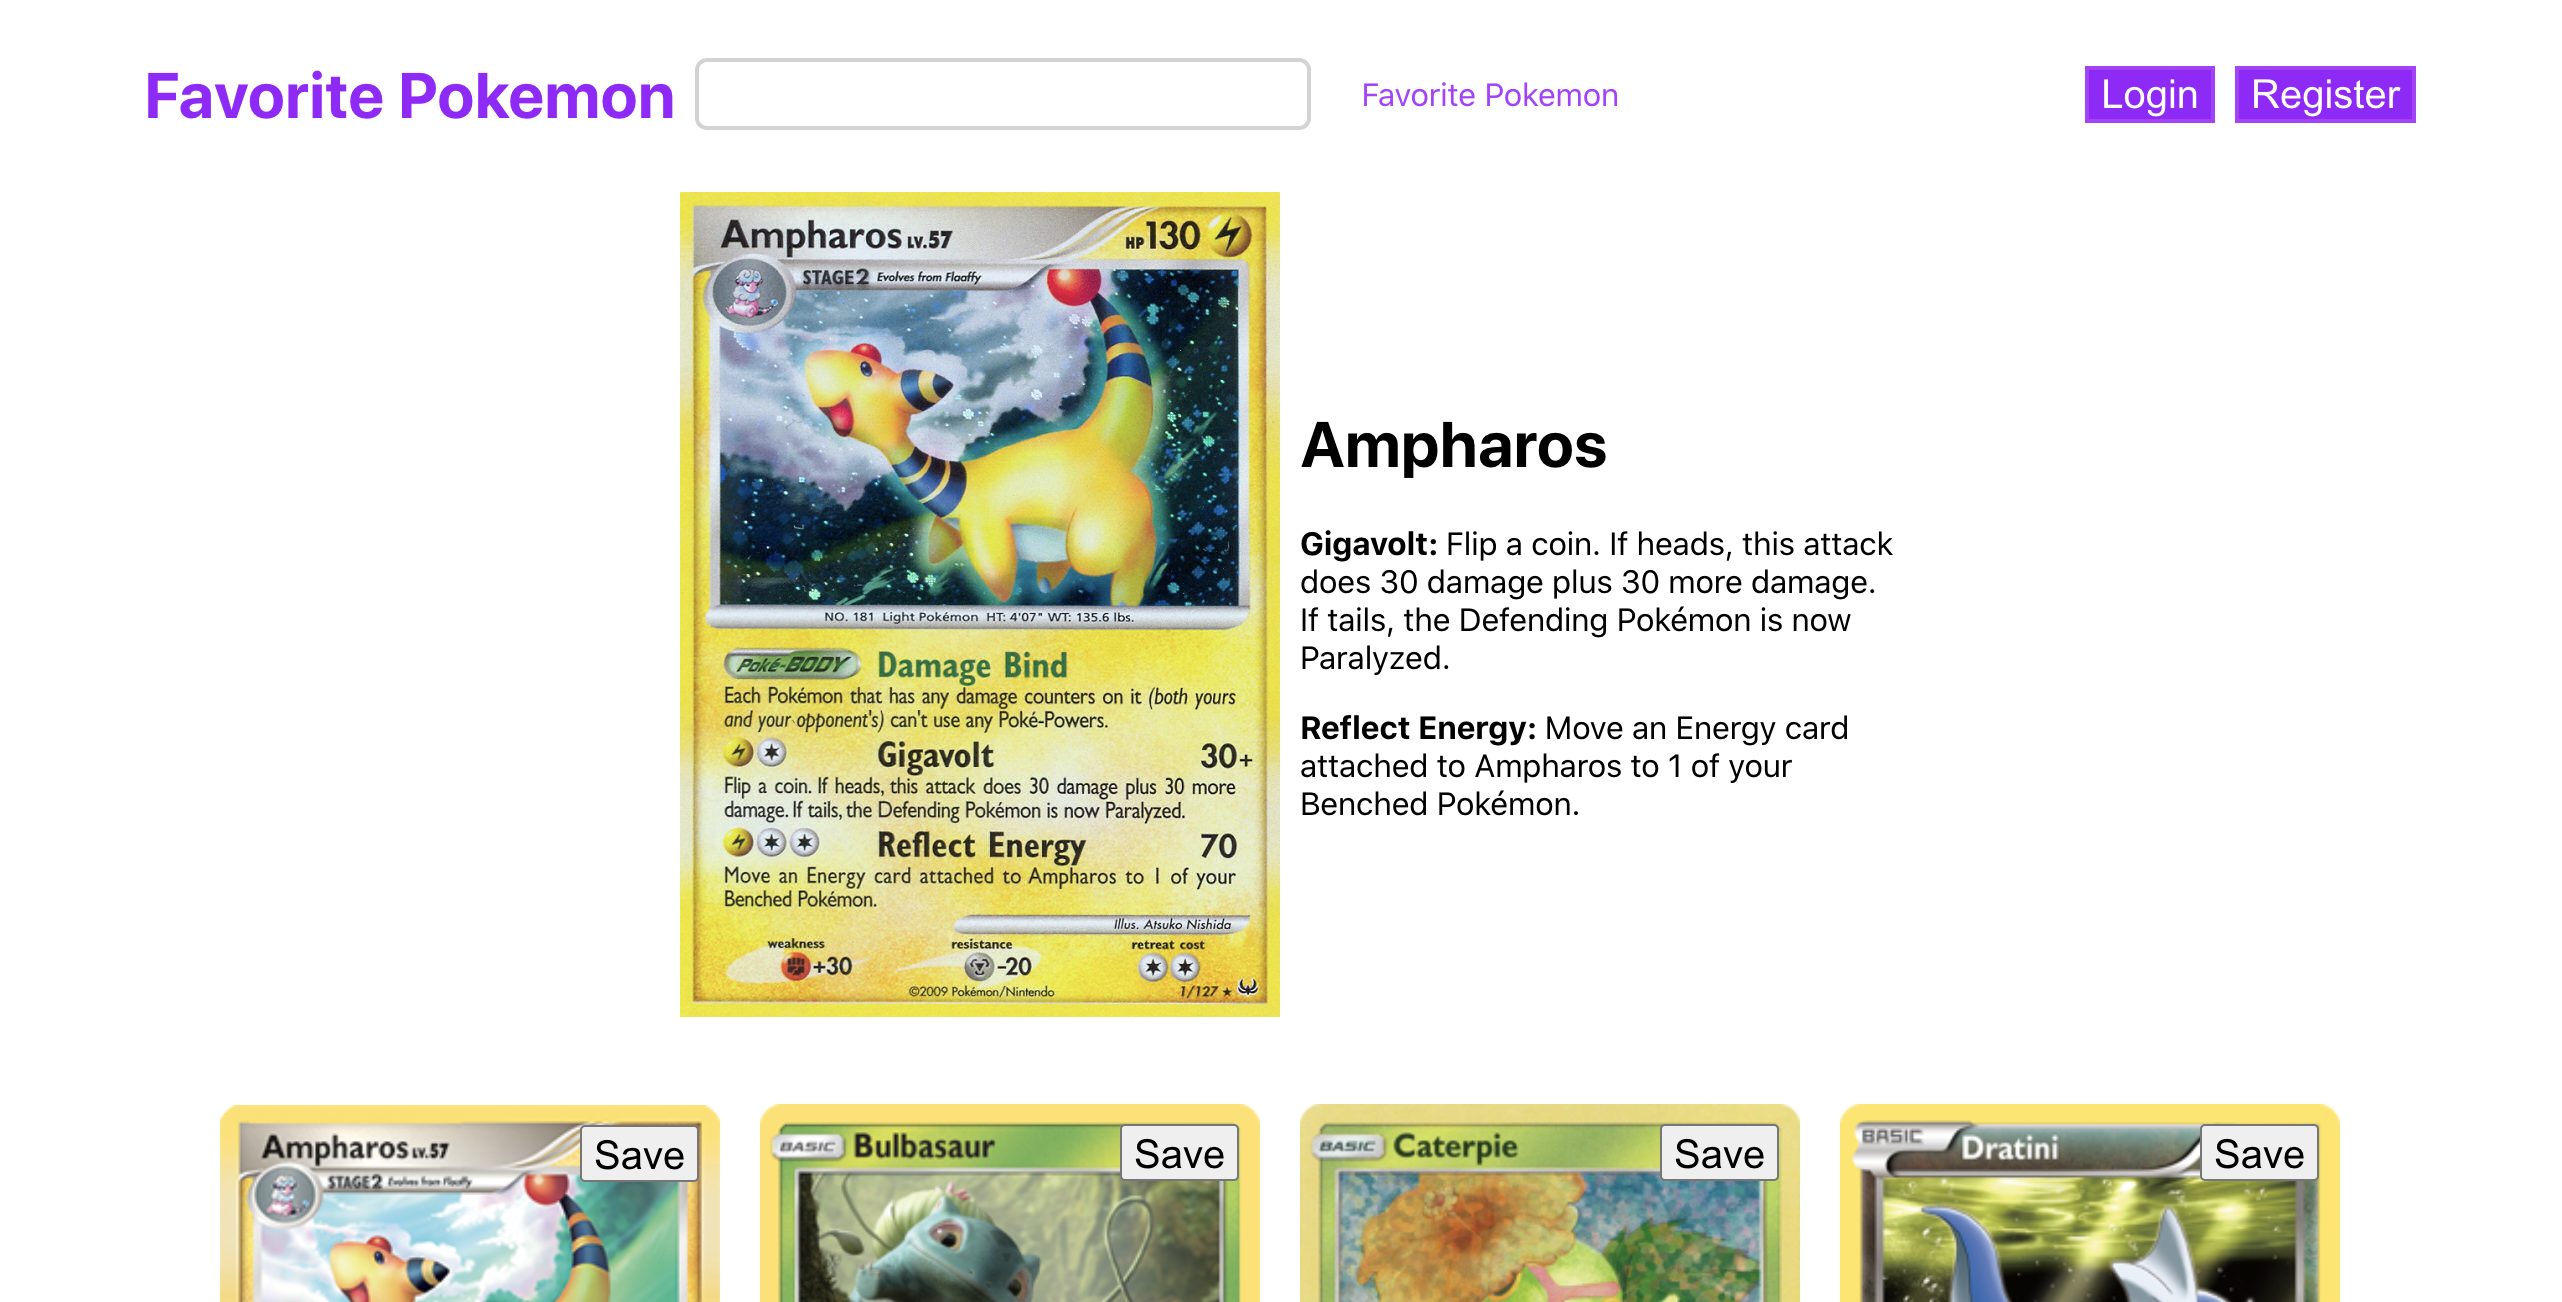 Favorite Pokemon
Favorite Pokemon
Login Register
Ampharos LV.57 HP 130
STAGE2 Evolves from Flaaffy
NO. 181 Light Pokémon HT: 4'07" WT: 135.6 lbs.
Poké-BODY Damage Bind
Each Pokémon that has any damage counters on it (both yours
and your opponent's) can't use any Poké-Powers.
Gigavolt 30+
Flip a coin. If heads, this attack does 30 damage plus 30 more
damage. If tails, the Defending Pokémon is now Paralyzed.
Reflect Energy 70
Move an Energy card attached to Ampharos to 1 of your
Benched Pokémon.
Illus. Atsuko Nishida
weakness resistance retreat cost
+30 -20
©2009 Pokémon/Nintendo 1/127
Ampharos
Gigavolt: Flip a coin. If heads, this attack
does 30 damage plus 30 more damage.
If tails, the Defending Pokémon is now
Paralyzed.
Reflect Energy: Move an Energy card
attached to Ampharos to 1 of your
Benched Pokémon.
Ampharos LV.57 Save
STAGE2 Evolves from Flaaffy
BASIC Bulbasaur Save
BASIC Caterpie Save
BASIC Dratini Save